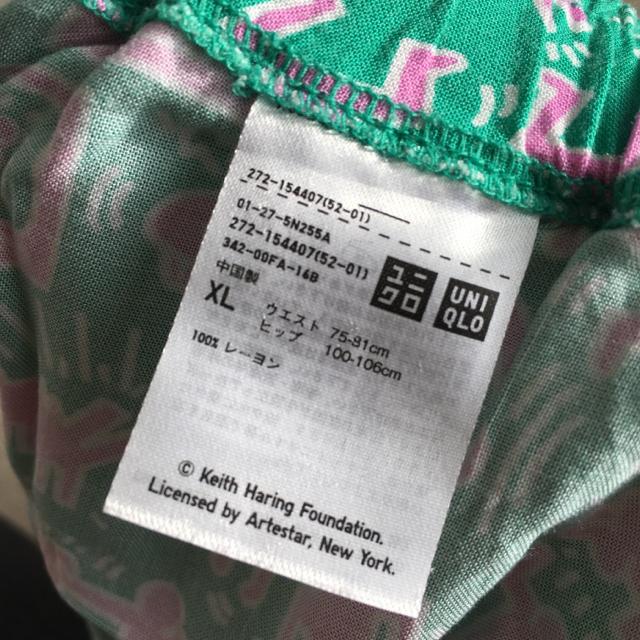 272-154407(52-01)
01-27-5N255A
272-154407(52-01)
342-00FA-16B
中国製
ユニ
クロ
UNI
QLO
XL
ウエスト 75-81cm
ヒップ 100-106cm
100% レーヨン
© Keith Haring Foundation.
Licensed by Artestar, New York.